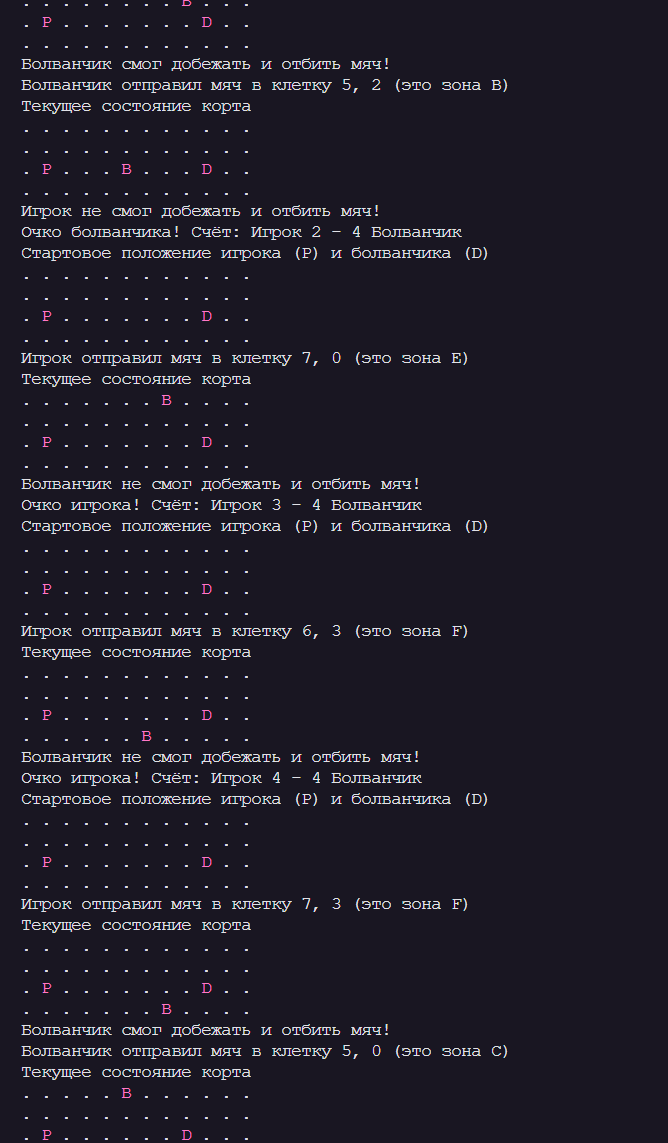 . . . . . . . . B . . .
. P . . . . . . . D . .
. . . . . . . . . . . .
Болванчик смог добежать и отбить мяч!
Болванчик отправил мяч в клетку 5, 2 (это зона B)
Текущее состояние корта
. . . . . . . . . . . .
. . . . . . . . . . . .
. P . . . B . . . D . .
. . . . . . . . . . . .
Игрок не смог добежать и отбить мяч!
Очко болванчика! Счёт: Игрок 2 - 4 Болванчик
Стартовое положение игрока (P) и болванчика (D)
. . . . . . . . . . . .
. . . . . . . . . . . .
. P . . . . . . . D . .
. . . . . . . . . . . .
Игрок отправил мяч в клетку 7, 0 (это зона E)
Текущее состояние корта
. . . . . . . B . . . .
. . . . . . . . . . . .
. P . . . . . . . D . .
. . . . . . . . . . . .
Болванчик не смог добежать и отбить мяч!
Очко игрока! Счёт: Игрок 3 - 4 Болванчик
Стартовое положение игрока (P) и болванчика (D)
. . . . . . . . . . . .
. . . . . . . . . . . .
. P . . . . . . . D . .
. . . . . . . . . . . .
Игрок отправил мяч в клетку 6, 3 (это зона F)
Текущее состояние корта
. . . . . . . . . . . .
. . . . . . . . . . . .
. P . . . . . . . D . .
. . . . . . B . . . . .
Болванчик не смог добежать и отбить мяч!
Очко игрока! Счёт: Игрок 4 - 4 Болванчик
Стартовое положение игрока (P) и болванчика (D)
. . . . . . . . . . . .
. . . . . . . . . . . .
. P . . . . . . . D . .
. . . . . . . . . . . .
Игрок отправил мяч в клетку 7, 3 (это зона F)
Текущее состояние корта
. . . . . . . . . . . .
. . . . . . . . . . . .
. P . . . . . . . D . .
. . . . . . . B . . . .
Болванчик смог добежать и отбить мяч!
Болванчик отправил мяч в клетку 5, 0 (это зона C)
Текущее состояние корта
. . . . . B . . . . . .
. . . . . . . . . . . .
. P . . . . . . D . . .